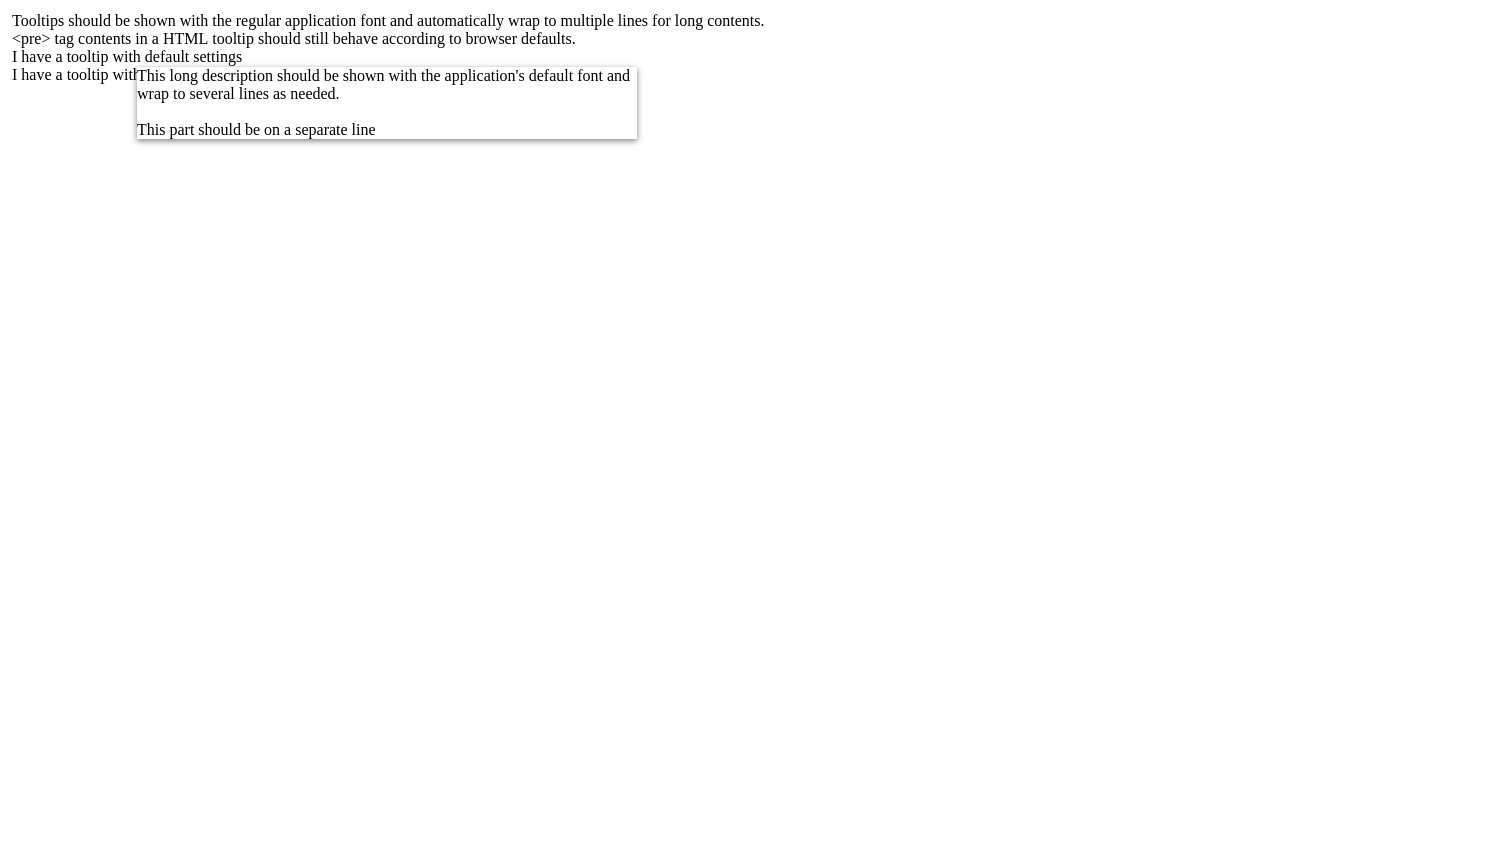 Tooltips should be shown with the regular application font and automatically wrap to multiple lines for long contents.
<pre> tag contents in a HTML tooltip should still behave according to browser defaults.
I have a tooltip with default settings
I have a tooltip with
This long description should be shown with the application's default font and
wrap to several lines as needed.
This part should be on a separate line